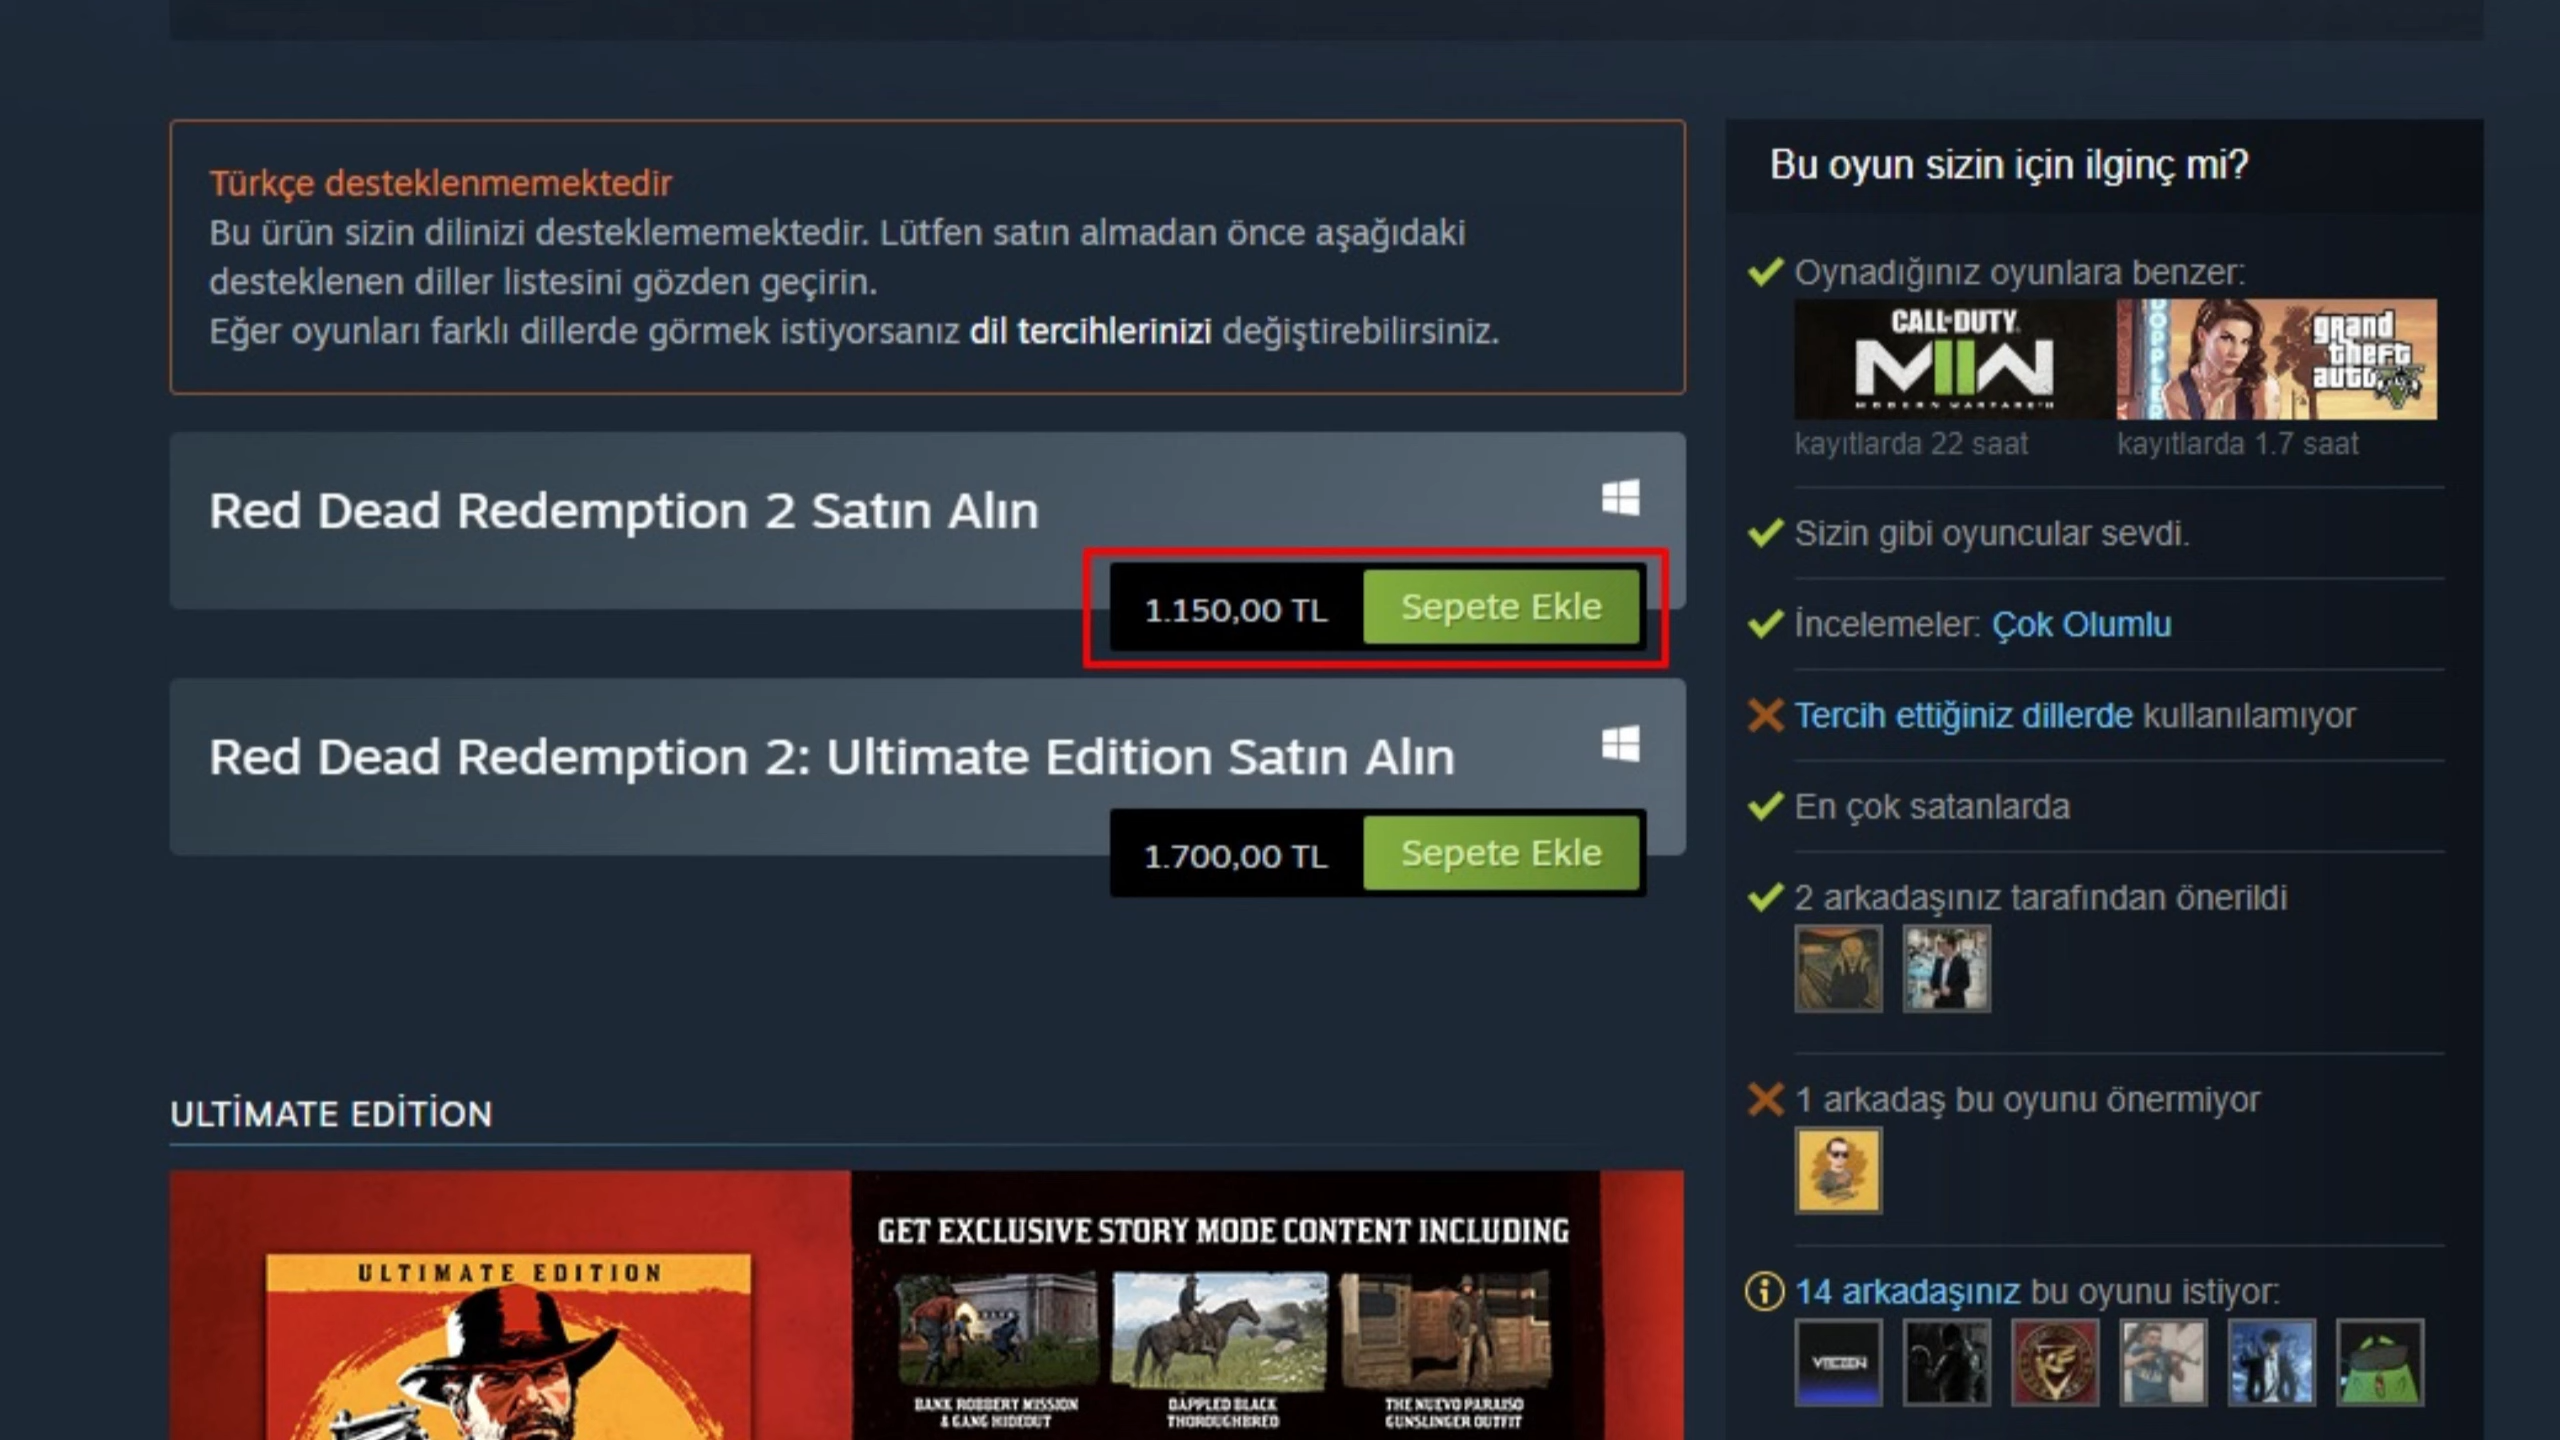 Türkçe desteklenmemektedir
Bu ürün sizin dilinizi desteklememektedir. Lütfen satın almadan önce aşağıdaki
desteklenen diller listesini gözden geçirin.
Eğer oyunları farklı dillerde görmek istiyorsanız dil tercihlerinizi değiştirebilirsiniz.
Red Dead Redemption 2 Satın Alın
1.150,00 TL
Sepete Ekle
Red Dead Redemption 2: Ultimate Edition Satın Alın
1.700,00 TL
Sepete Ekle
ULTİMATE EDİTİON
ULTIMATE EDITION
GET EXCLUSIVE STORY MODE CONTENT INCLUDING
BANK ROBBERY MISSION
& GANG HIDEOUT
DAPPLED BLACK
THOROUGHBRED
THE NUEVO PARAISO
GUNSLINGER OUTFIT
Bu oyun sizin için ilginç mi?
Oynadığınız oyunlara benzer:
CALL OF DUTY
MWII
MODERN WARFARE II
grand
theft
auto
V
kayıtlarda 22 saat
kayıtlarda 1.7 saat
Sizin gibi oyuncular sevdi.
İncelemeler: Çok Olumlu
Tercih ettiğiniz dillerde kullanılamıyor
En çok satanlarda
2 arkadaşınız tarafından önerildi
1 arkadaş bu oyunu önermiyor
14 arkadaşınız bu oyunu istiyor: